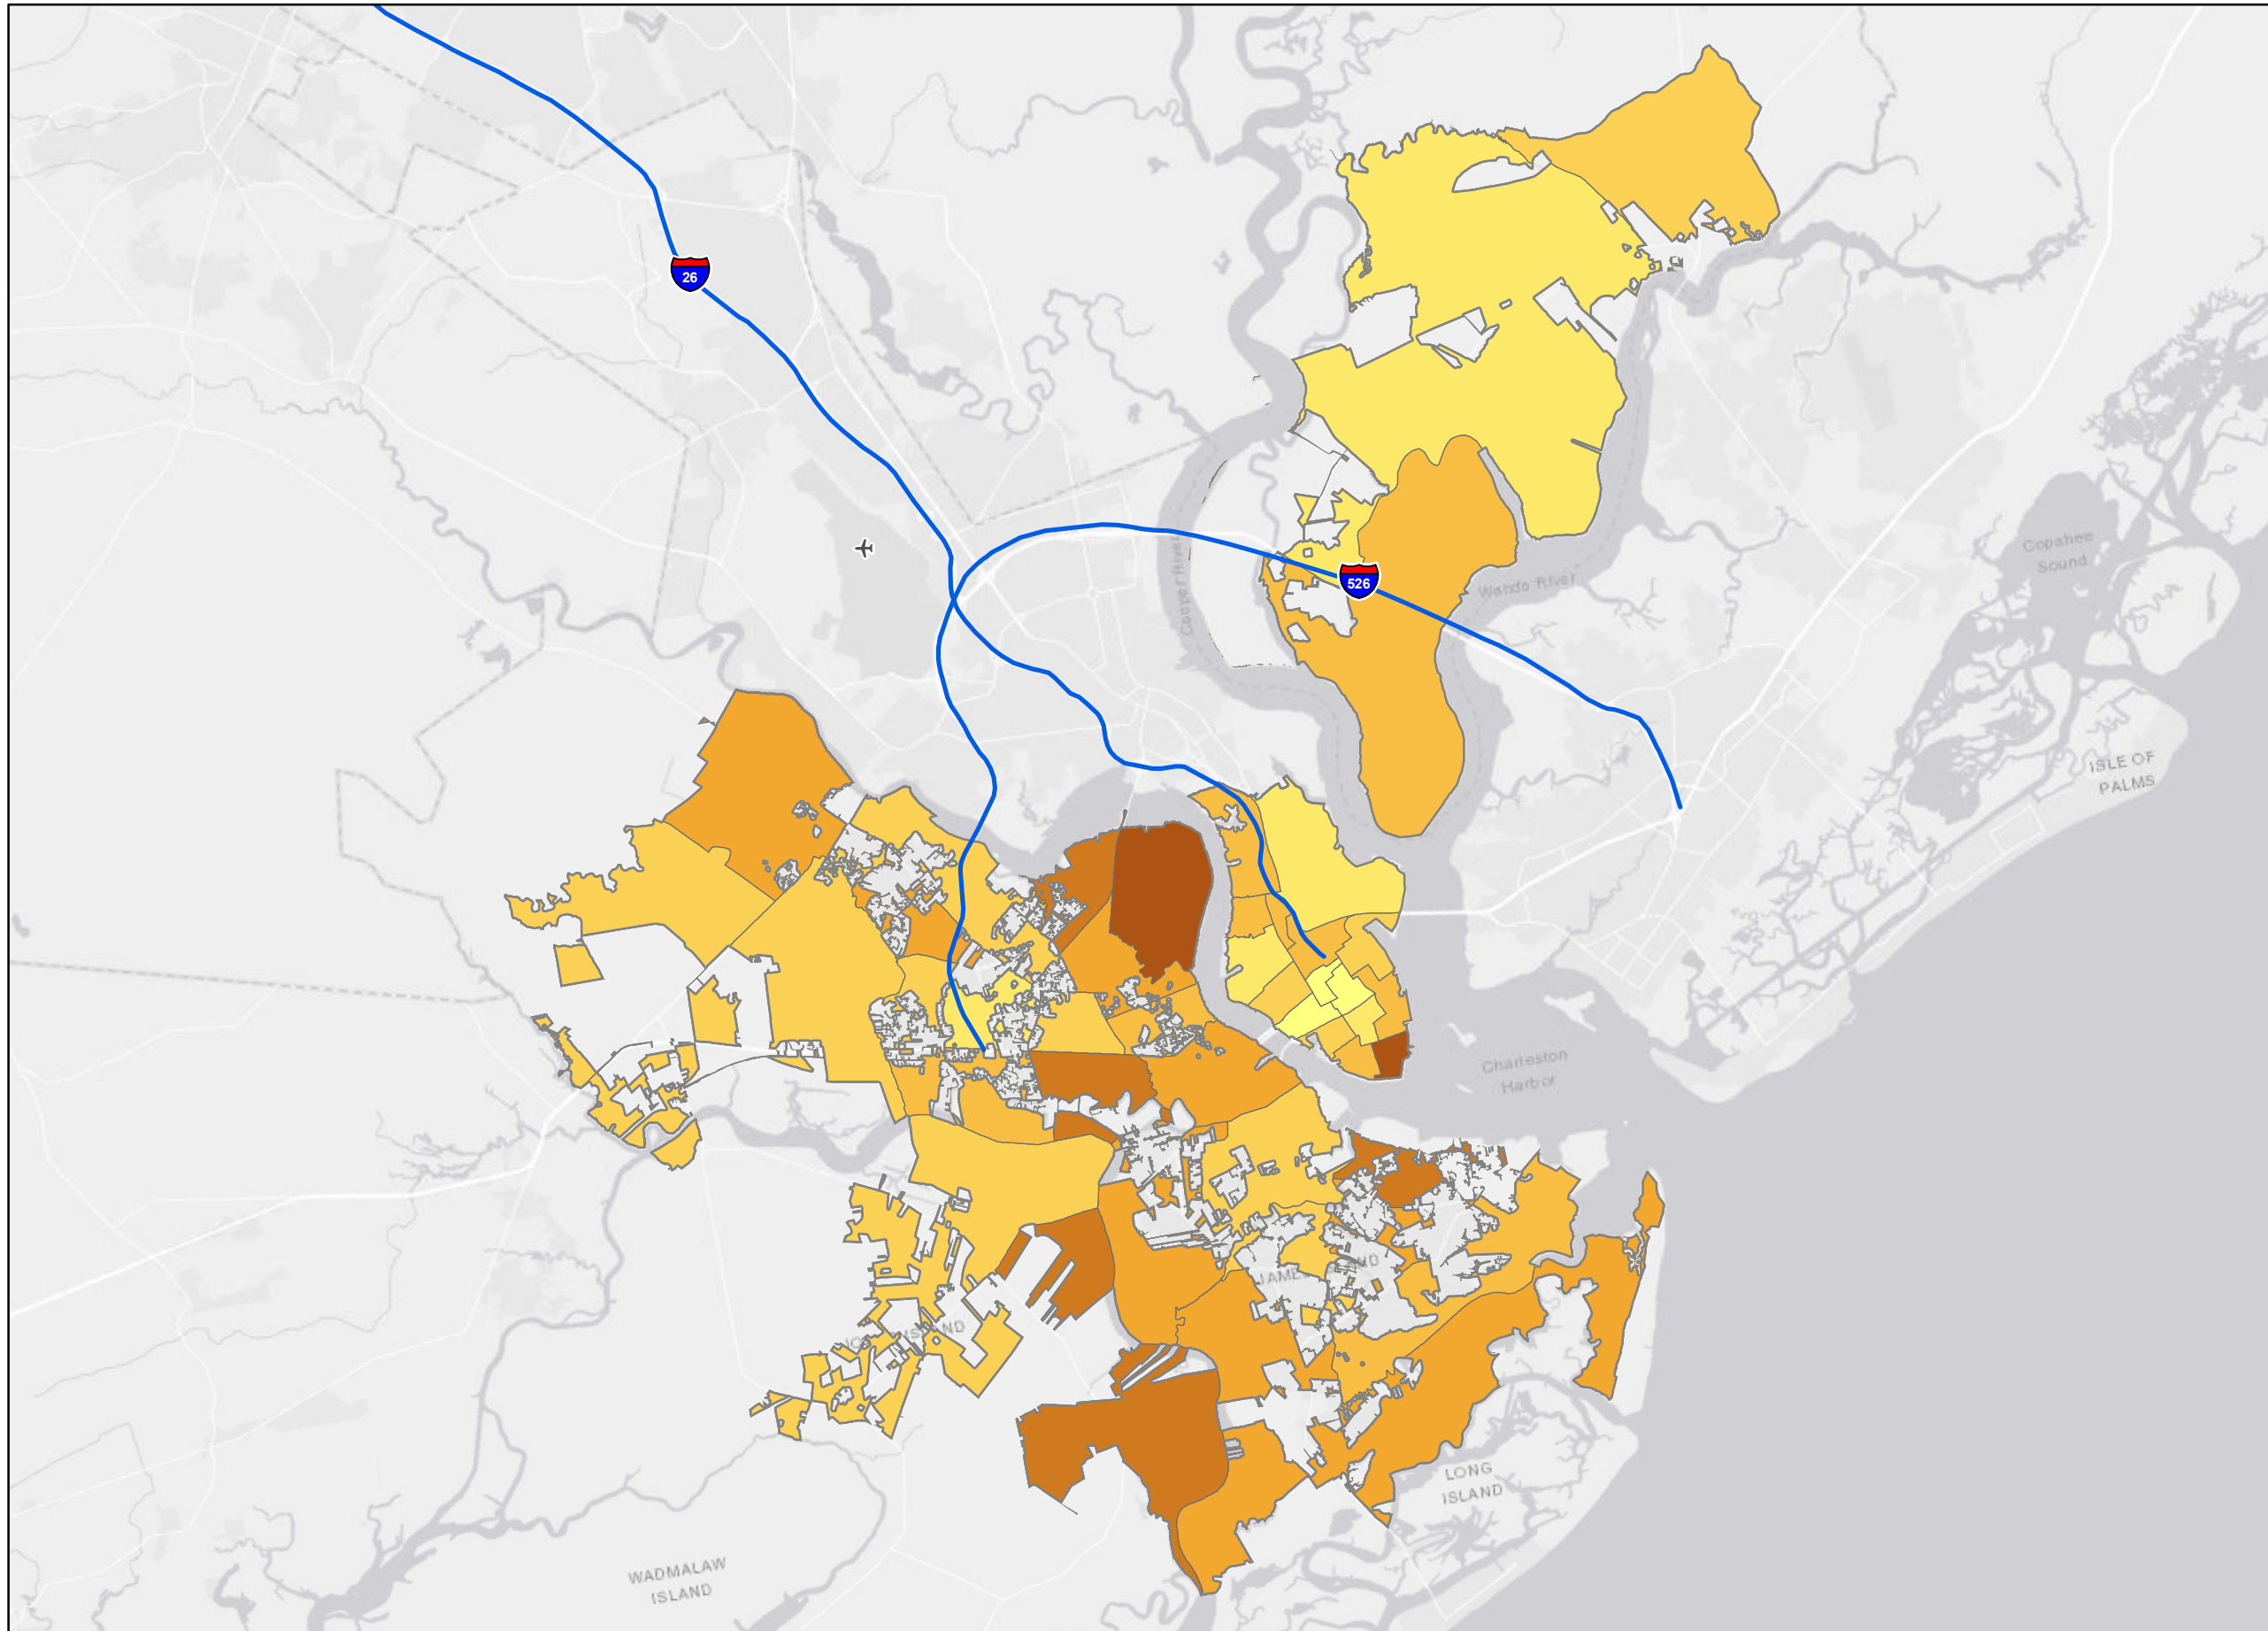 26
Copahee
Sound
526
Wando River
Cooper River
ISLE OF
PALMS
Charleston
Harbor
LONG
ISLAND
WADMALAW
ISLAND